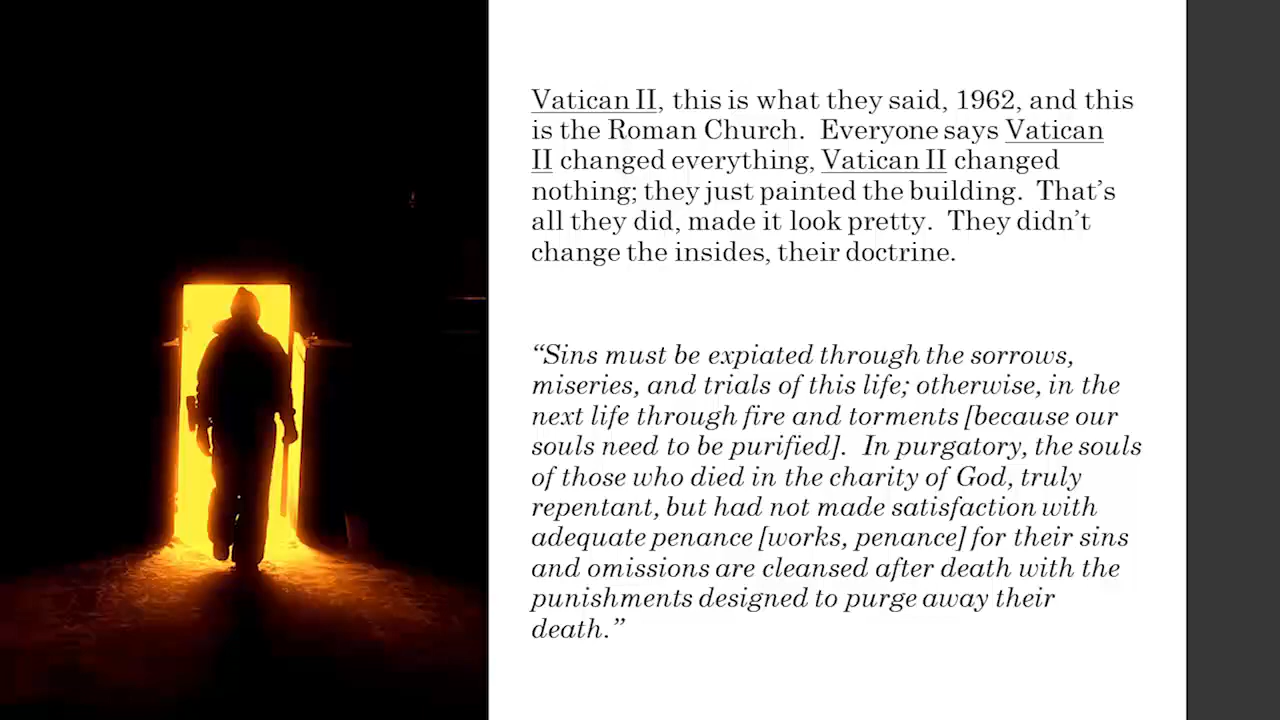 Vatican II, this is what they said, 1962, and this
is the Roman Church.  Everyone says Vatican
II changed everything, Vatican II changed
nothing; they just painted the building.  That’s
all they did, made it look pretty.  They didn’t
change the insides, their doctrine.
“Sins must be expiated through the sorrows,
miseries, and trials of this life; otherwise, in the
next life through fire and torments [because our
souls need to be purified].  In purgatory, the souls
of those who died in the charity of God, truly
repentant, but had not made satisfaction with
adequate penance [works, penance] for their sins
and omissions are cleansed after death with the
punishments designed to purge away their
death.”